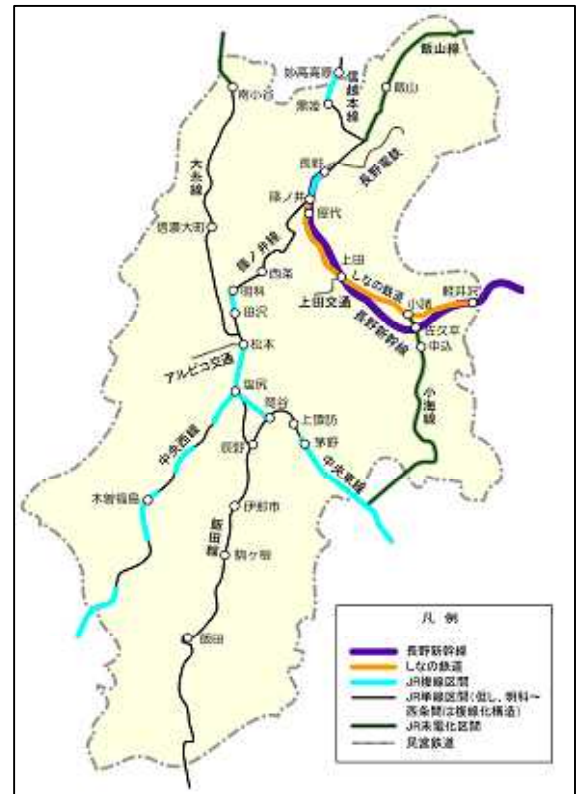 飯山線
妙高高原
信越本線
黒姫
飯山
南小谷
長野
長野電鉄
大糸線
篠ノ井
屋代
信濃大町
篠ノ井線
上田
西条
しなの鉄道
軽井沢
明科
上田交通
小諸
田沢
長野新幹線
佐久平
中込
松本
アルピコ交通
小海線
塩尻
岡谷
上諏訪
中央西線
辰野
茅野
中央東線
木曽福島
伊那市
飯田線
駒ヶ根
飯田
凡 例
長野新幹線
しなの鉄道
JR複線区間
JR単線区間(但し、明科～
西条間は複線化構造)
JR未電化区間
民営鉄道